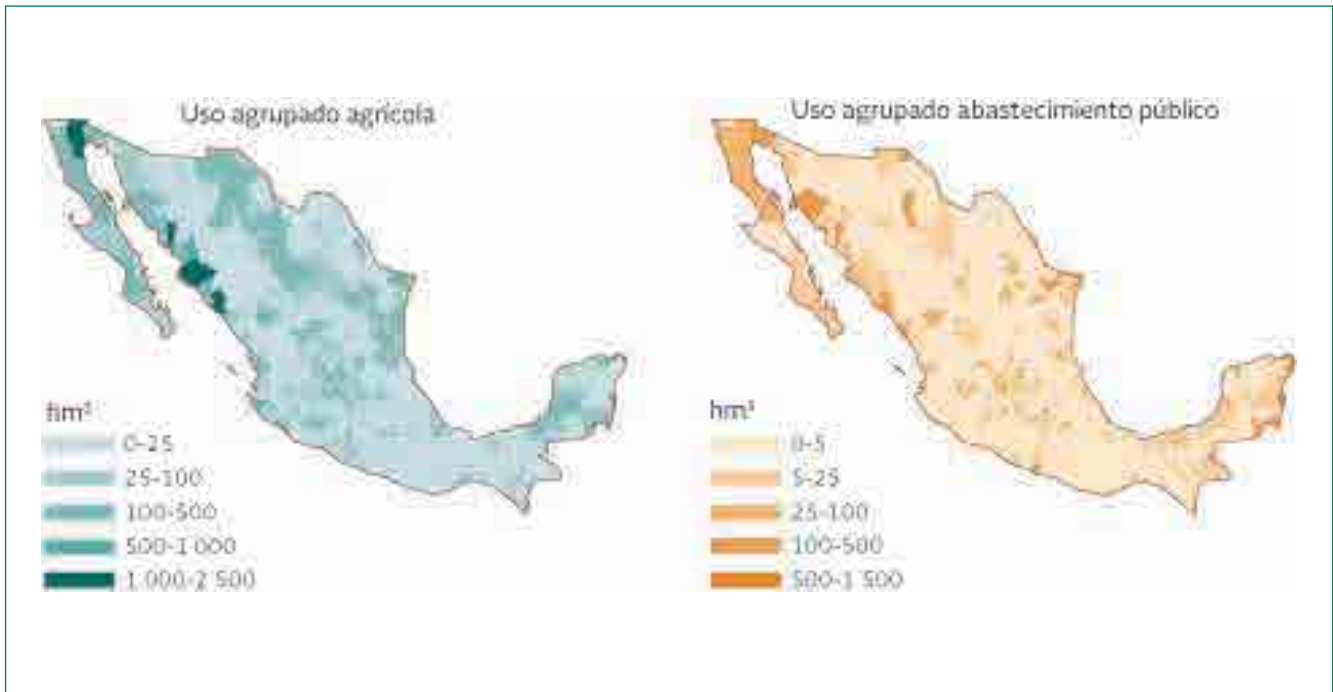 Uso agrupado agrícola
hm³
0-25
25-100
100-500
500-1 000
1 000-2 500
Uso agrupado abastecimiento público
hm³
0-5
5-25
25-100
100-500
500-1 500